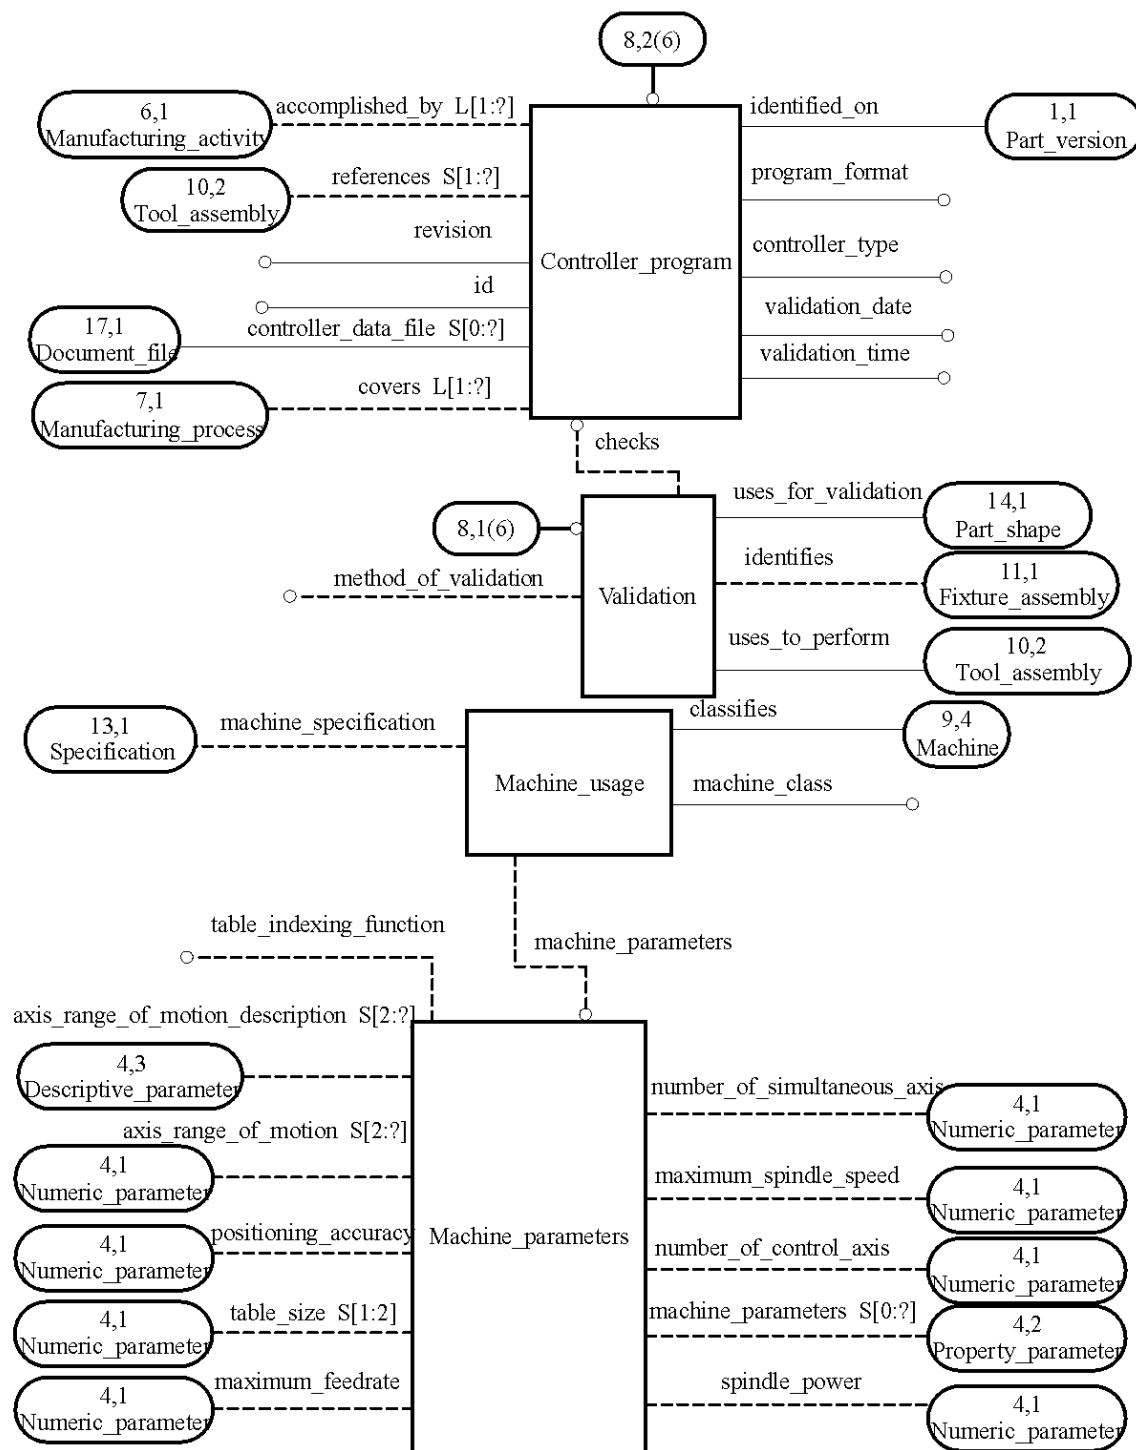 8,2(6)
accomplished_by L[1:?]
6,1
Manufacturing_activity
identified_on
1,1
Part_version
references S[1:?]
10,2
Tool_assembly
program_format
revision
Controller_program
controller_type
id
validation_date
controller_data_file S[0:?]
17,1
Document_file
validation_time
covers L[1:?]
7,1
Manufacturing_process
checks
uses_for_validation
14,1
Part_shape
8,1(6)
identifies
11,1
Fixture_assembly
method_of_validation
Validation
uses_to_perform
10,2
Tool_assembly
classifies
9,4
Machine
machine_specification
13,1
Specification
Machine_usage
machine_class
table_indexing_function
machine_parameters
axis_range_of_motion_description S[2:?]
4,3
Descriptive_parameter
number_of_simultaneous_axis
4,1
Numeric_parameter
axis_range_of_motion S[2:?]
4,1
Numeric_parameter
maximum_spindle_speed
4,1
Numeric_parameter
positioning_accuracy
4,1
Numeric_parameter
Machine_parameters
number_of_control_axis
4,1
Numeric_parameter
table_size S[1:2]
4,1
Numeric_parameter
machine_parameters S[0:?]
4,2
Property_parameter
maximum_feedrate
4,1
Numeric_parameter
spindle_power
4,1
Numeric_parameter